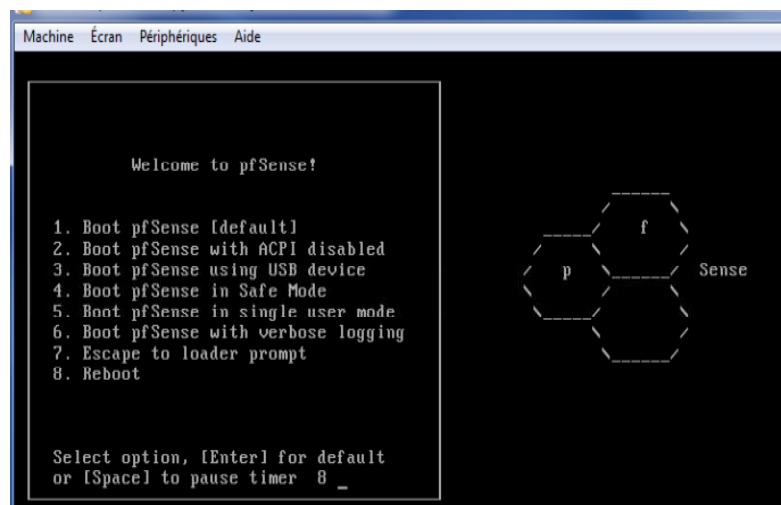 Machine Écran Périphériques Aide
Welcome to pfSense!
1. Boot pfSense [default]
2. Boot pfSense with ACPI disabled
3. Boot pfSense using USB device
4. Boot pfSense in Safe Mode
5. Boot pfSense in single user mode
6. Boot pfSense with verbose logging
7. Escape to loader prompt
8. Reboot
Select option, [Enter] for default
or [Space] to pause timer 8 _
f
p Sense